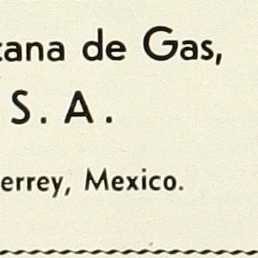 cana de Gas,
S. A.
errey, Mexico.